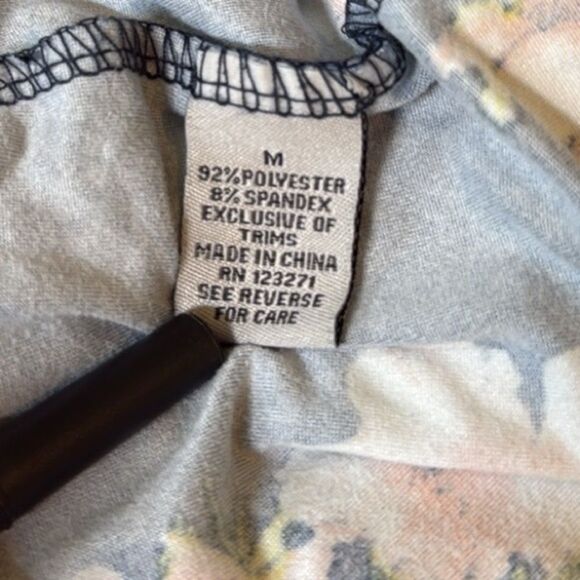 M
92%POLYESTER
8% SPANDEX
EXCLUSIVE OF
TRIMS
MADE IN CHINA
RN 123271
SEE REVERSE
FOR CARE